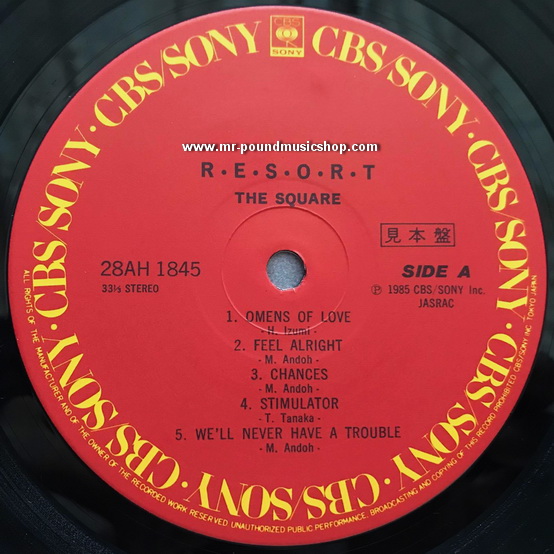 CBS/SONY · CBS/SONY · CBS/SONY · CBS/SONY · CBS/SONY · CBS/SONY · CBS/SONY · CBS/SONY
CBS
SONY
www.mr-poundmusicshop.com
R·E·S·O·R·T
THE SQUARE
見本盤
28AH 1845
SIDE A
33⅓ STEREO
Ⓟ 1985 CBS/SONY Inc.
JASRAC
1. OMENS OF LOVE
- H. Izumi -
2. FEEL ALRIGHT
- M. Andoh -
3. CHANCES
- M. Andoh -
4. STIMULATOR
- T. Tanaka -
5. WE'LL NEVER HAVE A TROUBLE
- M. Andoh -
ALL RIGHTS OF THE MANUFACTURER AND OF THE OWNER OF THE RECORDED WORK RESERVED UNAUTHORIZED PUBLIC PERFORMANCE, BROADCASTING AND COPYING OF THIS RECORD PROHIBITED CBS/SONY INC. TOKYO JAPAN